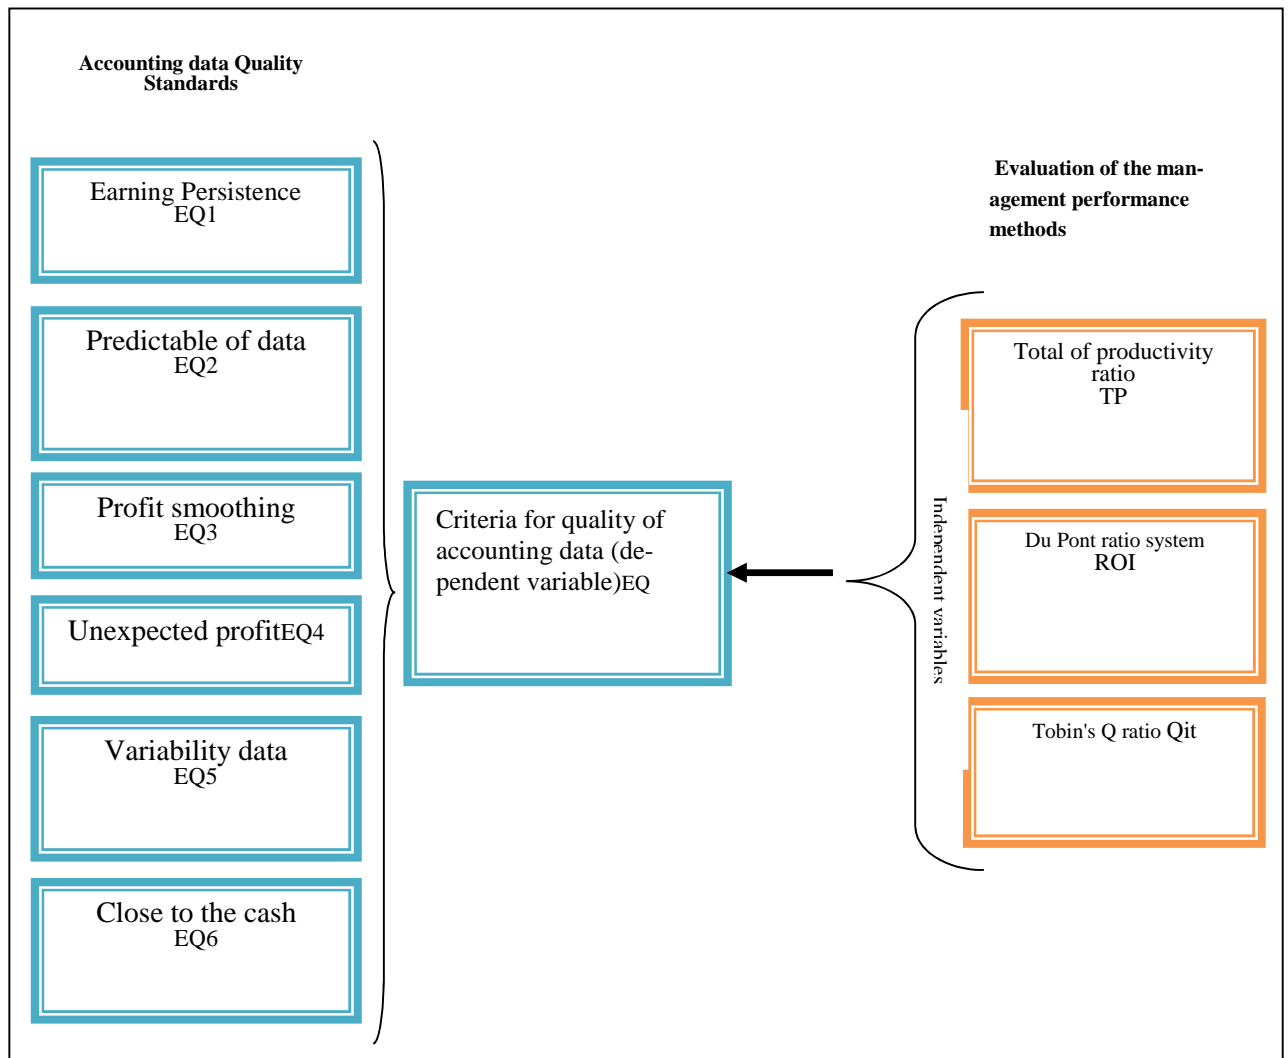 Accounting data Quality
Standards
Earning Persistence
EQ1
Predictable of data
EQ2
Profit smoothing
EQ3
Unexpected profitEQ4
Variability data
EQ5
Close to the cash
EQ6
Criteria for quality of
accounting data (de-
pendent variable)EQ
Independent variables
Evaluation of the man-
agement performance
methods
Total of productivity
ratio
TP
Du Pont ratio system
ROI
Tobin's Q ratio Qit